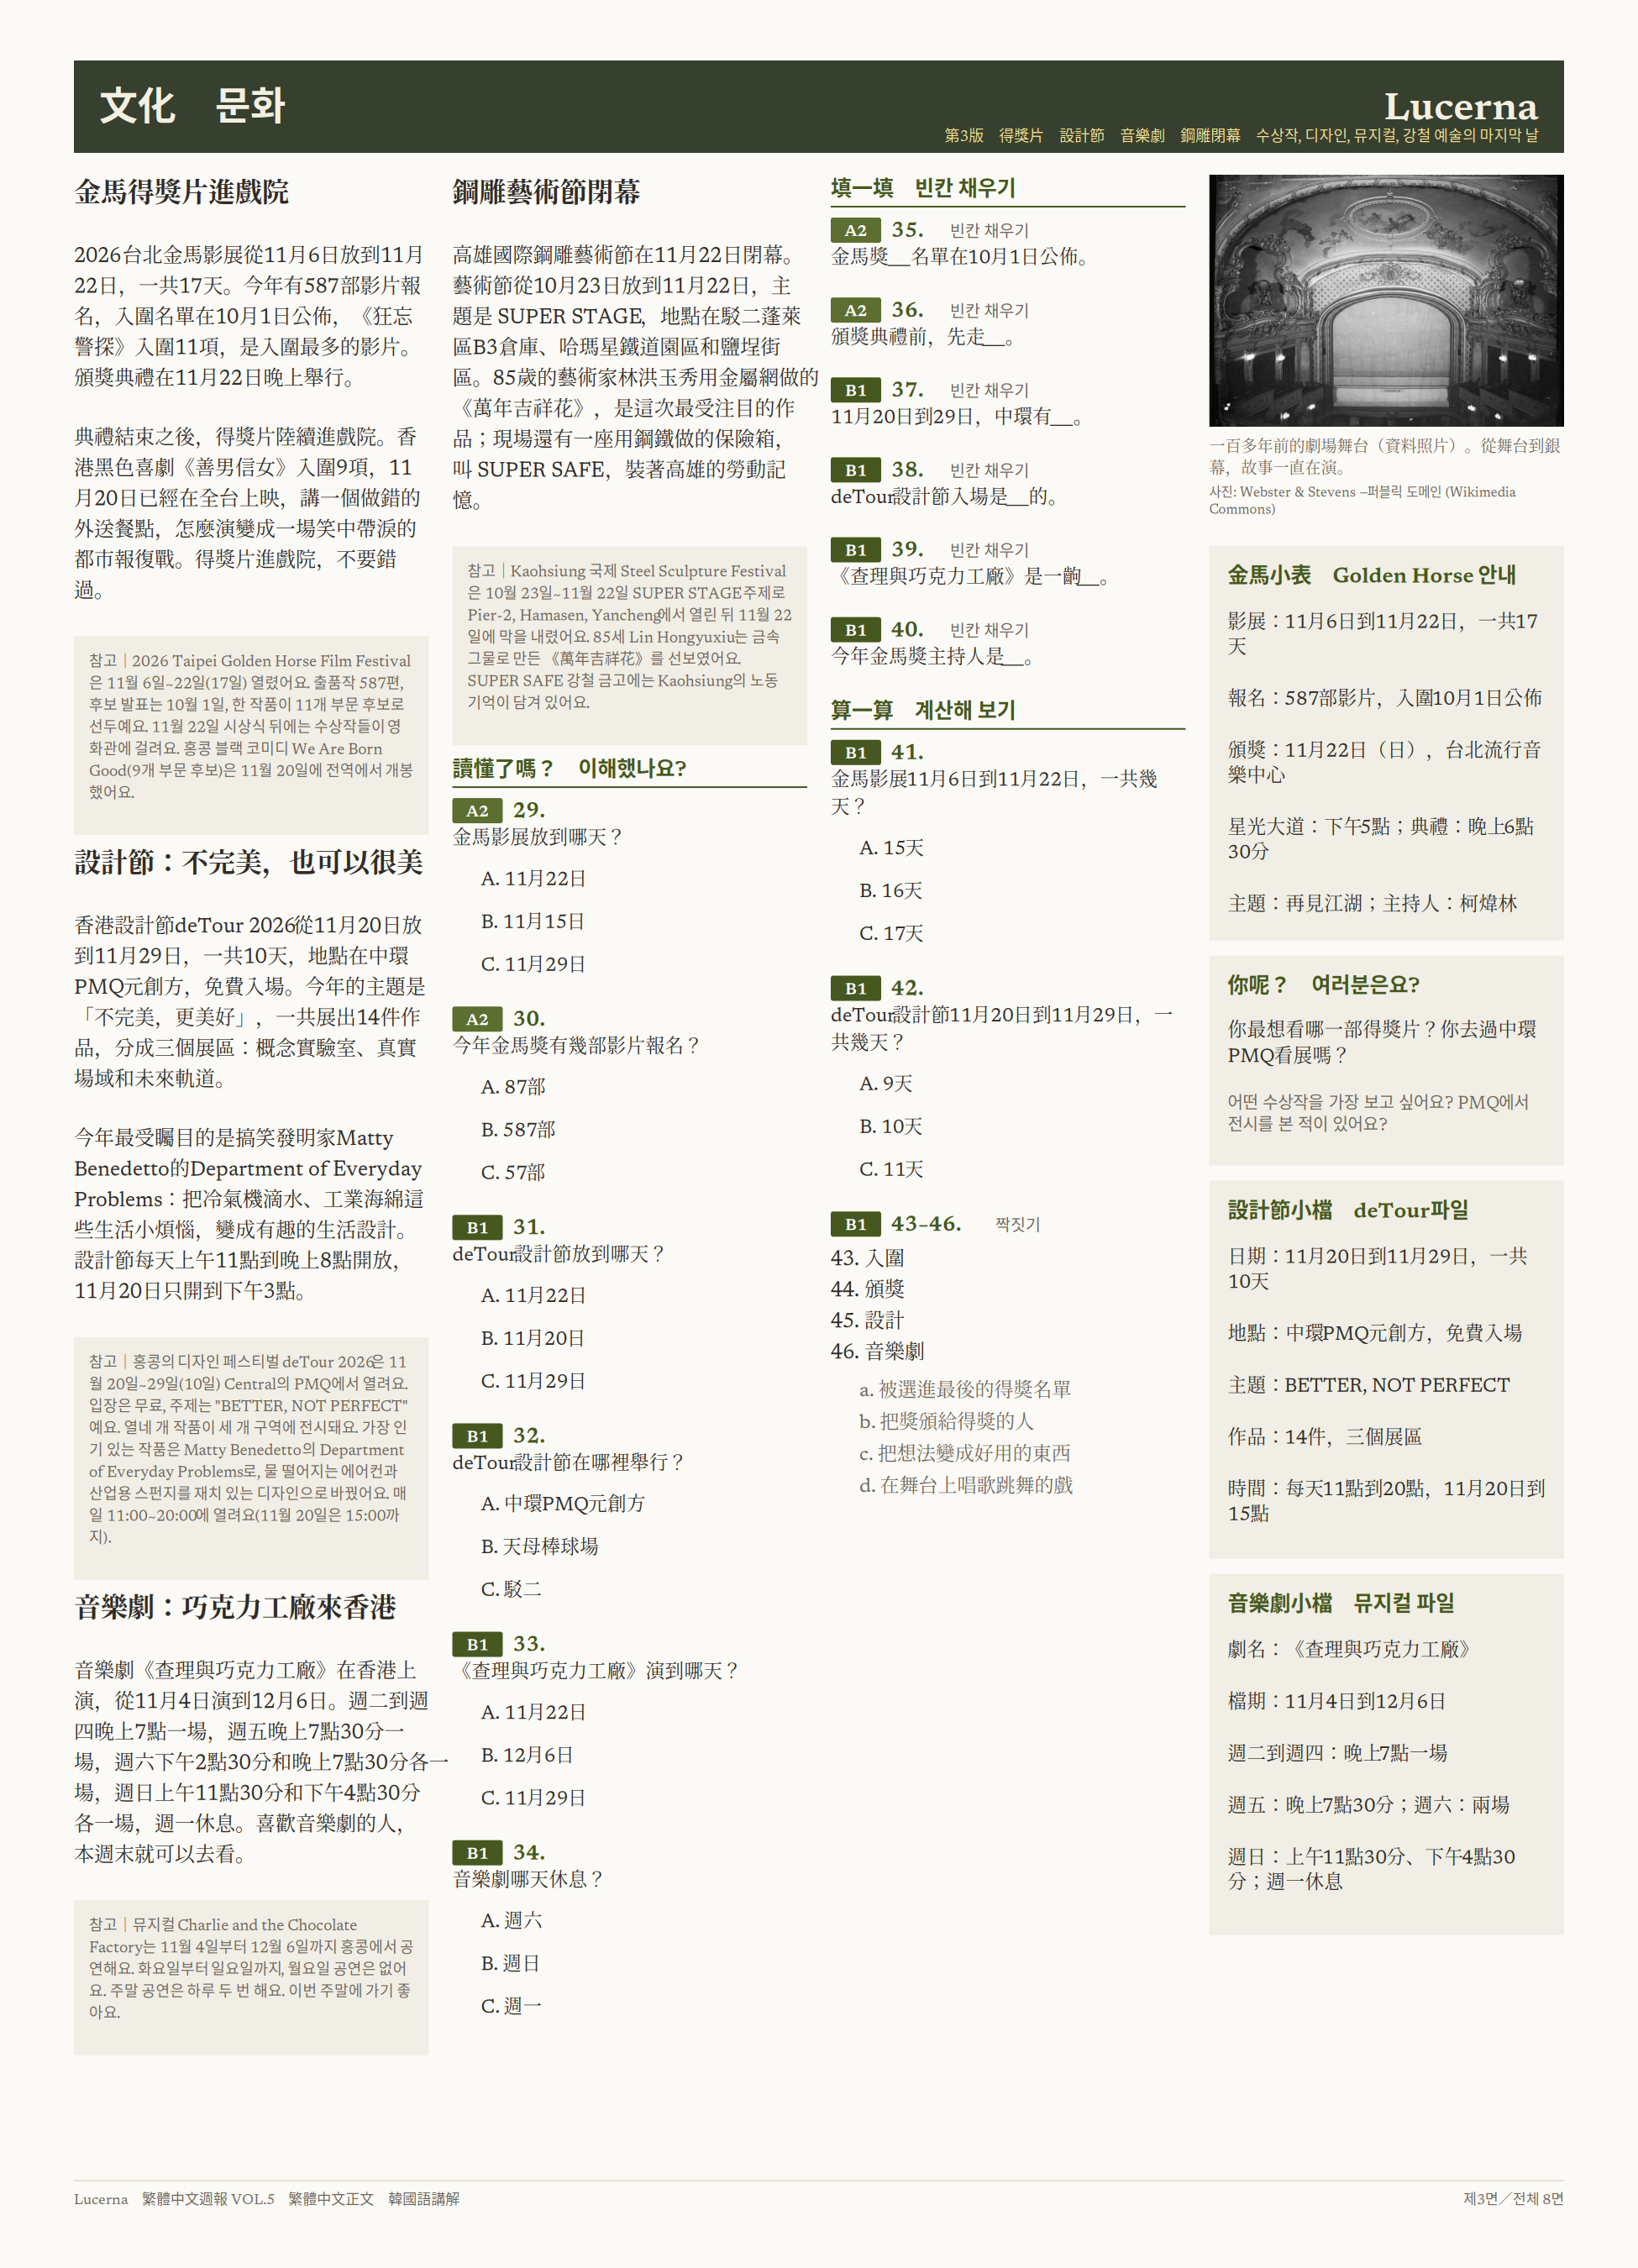 文化　문화
Lucerna
第3版　得獎片　設計節　音樂劇　鋼雕閉幕　수상작, 디자인, 뮤지컬, 강철 예술의 마지막 날
金馬得獎片進戲院
2026台北金馬影展從11月6日放到11月
22日，一共17天。今年有587部影片報
名，入圍名單在10月1日公佈，《狂忘
警探》入圍11項，是入圍最多的影片。
頒獎典禮在11月22日晚上舉行。
典禮結束之後，得獎片陸續進戲院。香
港黑色喜劇《善男信女》入圍9項，11
月20日已經在全台上映，講一個做錯的
外送餐點，怎麼演變成一場笑中帶淚的
都市報復戰。得獎片進戲院，不要錯
過。
참고｜2026 Taipei Golden Horse Film Festival
은 11월 6일~22일(17일) 열렸어요. 출품작 587편,
후보 발표는 10월 1일, 한 작품이 11개 부문 후보로
선두예요. 11월 22일 시상식 뒤에는 수상작들이 영
화관에 걸려요. 홍콩 블랙 코미디 We Are Born
Good(9개 부문 후보)은 11월 20일에 전역에서 개봉
했어요.
設計節：不完美，也可以很美
香港設計節deTour 2026從11月20日放
到11月29日，一共10天，地點在中環
PMQ元創方，免費入場。今年的主題是
「不完美，更美好」，一共展出14件作
品，分成三個展區：概念實驗室、真實
場域和未來軌道。
今年最受矚目的是搞笑發明家Matty
Benedetto的Department of Everyday
Problems：把冷氣機滴水、工業海綿這
些生活小煩惱，變成有趣的生活設計。
設計節每天上午11點到晚上8點開放，
11月20日只開到下午3點。
참고｜홍콩의 디자인 페스티벌 deTour 2026은 11
월 20일~29일(10일) Central의 PMQ에서 열려요.
입장은 무료, 주제는 "BETTER, NOT PERFECT"
예요. 열네 개 작품이 세 개 구역에 전시돼요. 가장 인
기 있는 작품은 Matty Benedetto의 Department
of Everyday Problems로, 물 떨어지는 에어컨과
산업용 스펀지를 재치 있는 디자인으로 바꿨어요. 매
일 11:00~20:00에 열려요(11월 20일은 15:00까
지).
音樂劇：巧克力工廠來香港
音樂劇《查理與巧克力工廠》在香港上
演，從11月4日演到12月6日。週二到週
四晚上7點一場，週五晚上7點30分一
場，週六下午2點30分和晚上7點30分各一
場，週日上午11點30分和下午4點30分
各一場，週一休息。喜歡音樂劇的人，
本週末就可以去看。
참고｜뮤지컬 Charlie and the Chocolate
Factory는 11월 4일부터 12월 6일까지 홍콩에서 공
연해요. 화요일부터 일요일까지, 월요일 공연은 없어
요. 주말 공연은 하루 두 번 해요. 이번 주말에 가기 좋
아요.
鋼雕藝術節閉幕
高雄國際鋼雕藝術節在11月22日閉幕。
藝術節從10月23日放到11月22日，主
題是 SUPER STAGE，地點在駁二蓬萊
區B3倉庫、哈瑪星鐵道園區和鹽埕街
區。85歲的藝術家林洪玉秀用金屬網做的
《萬年吉祥花》，是這次最受注目的作
品；現場還有一座用鋼鐵做的保險箱，
叫 SUPER SAFE，裝著高雄的勞動記
憶。
참고｜Kaohsiung 국제 Steel Sculpture Festival
은 10월 23일~11월 22일 SUPER STAGE주제로
Pier-2, Hamasen, Yancheng에서 열린 뒤 11월 22
일에 막을 내렸어요. 85세 Lin Hongyuxiu는 금속
그물로 만든 《萬年吉祥花》를 선보였어요.
SUPER SAFE 강철 금고에는 Kaohsiung의 노동
기억이 담겨 있어요.
讀懂了嗎？　이해했나요?
A2 29.
金馬影展放到哪天？
A. 11月22日
B. 11月15日
C. 11月29日
A2 30.
今年金馬獎有幾部影片報名？
A. 87部
B. 587部
C. 57部
B1 31.
deTour設計節放到哪天？
A. 11月22日
B. 11月20日
C. 11月29日
B1 32.
deTour設計節在哪裡舉行？
A. 中環PMQ元創方
B. 天母棒球場
C. 駁二
B1 33.
《查理與巧克力工廠》演到哪天？
A. 11月22日
B. 12月6日
C. 11月29日
B1 34.
音樂劇哪天休息？
A. 週六
B. 週日
C. 週一
填一填　빈칸 채우기
A2 35. 빈칸 채우기
金馬獎__名單在10月1日公佈。
A2 36. 빈칸 채우기
頒獎典禮前，先走__。
B1 37. 빈칸 채우기
11月20日到29日，中環有__。
B1 38. 빈칸 채우기
deTour設計節入場是__的。
B1 39. 빈칸 채우기
《查理與巧克力工廠》是一齣__。
B1 40. 빈칸 채우기
今年金馬獎主持人是__。
算一算　계산해 보기
B1 41.
金馬影展11月6日到11月22日，一共幾
天？
A. 15天
B. 16天
C. 17天
B1 42.
deTour設計節11月20日到11月29日，一
共幾天？
A. 9天
B. 10天
C. 11天
B1 43–46. 짝짓기
43. 入圍
44. 頒獎
45. 設計
46. 音樂劇
a. 被選進最後的得獎名單
b. 把獎頒給得獎的人
c. 把想法變成好用的東西
d. 在舞台上唱歌跳舞的戲
一百多年前的劇場舞台（資料照片）。從舞台到銀
幕，故事一直在演。
사진: Webster & Stevens –퍼블릭 도메인 (Wikimedia
Commons)
金馬小表　Golden Horse 안내
影展：11月6日到11月22日，一共17
天
報名：587部影片，入圍10月1日公佈
頒獎：11月22日（日），台北流行音
樂中心
星光大道：下午5點；典禮：晚上6點
30分
主題：再見江湖；主持人：柯煒林
你呢？　여러분은요?
你最想看哪一部得獎片？你去過中環
PMQ看展嗎？
어떤 수상작을 가장 보고 싶어요? PMQ에서
전시를 본 적이 있어요?
設計節小檔　deTour파일
日期：11月20日到11月29日，一共
10天
地點：中環PMQ元創方，免費入場
主題：BETTER, NOT PERFECT
作品：14件，三個展區
時間：每天11點到20點，11月20日到
15點
音樂劇小檔　뮤지컬 파일
劇名：《查理與巧克力工廠》
檔期：11月4日到12月6日
週二到週四：晚上7點一場
週五：晚上7點30分；週六：兩場
週日：上午11點30分、下午4點30
分；週一休息
Lucerna　繁體中文週報 VOL.5　繁體中文正文　韓國語講解
제3면／전체 8면